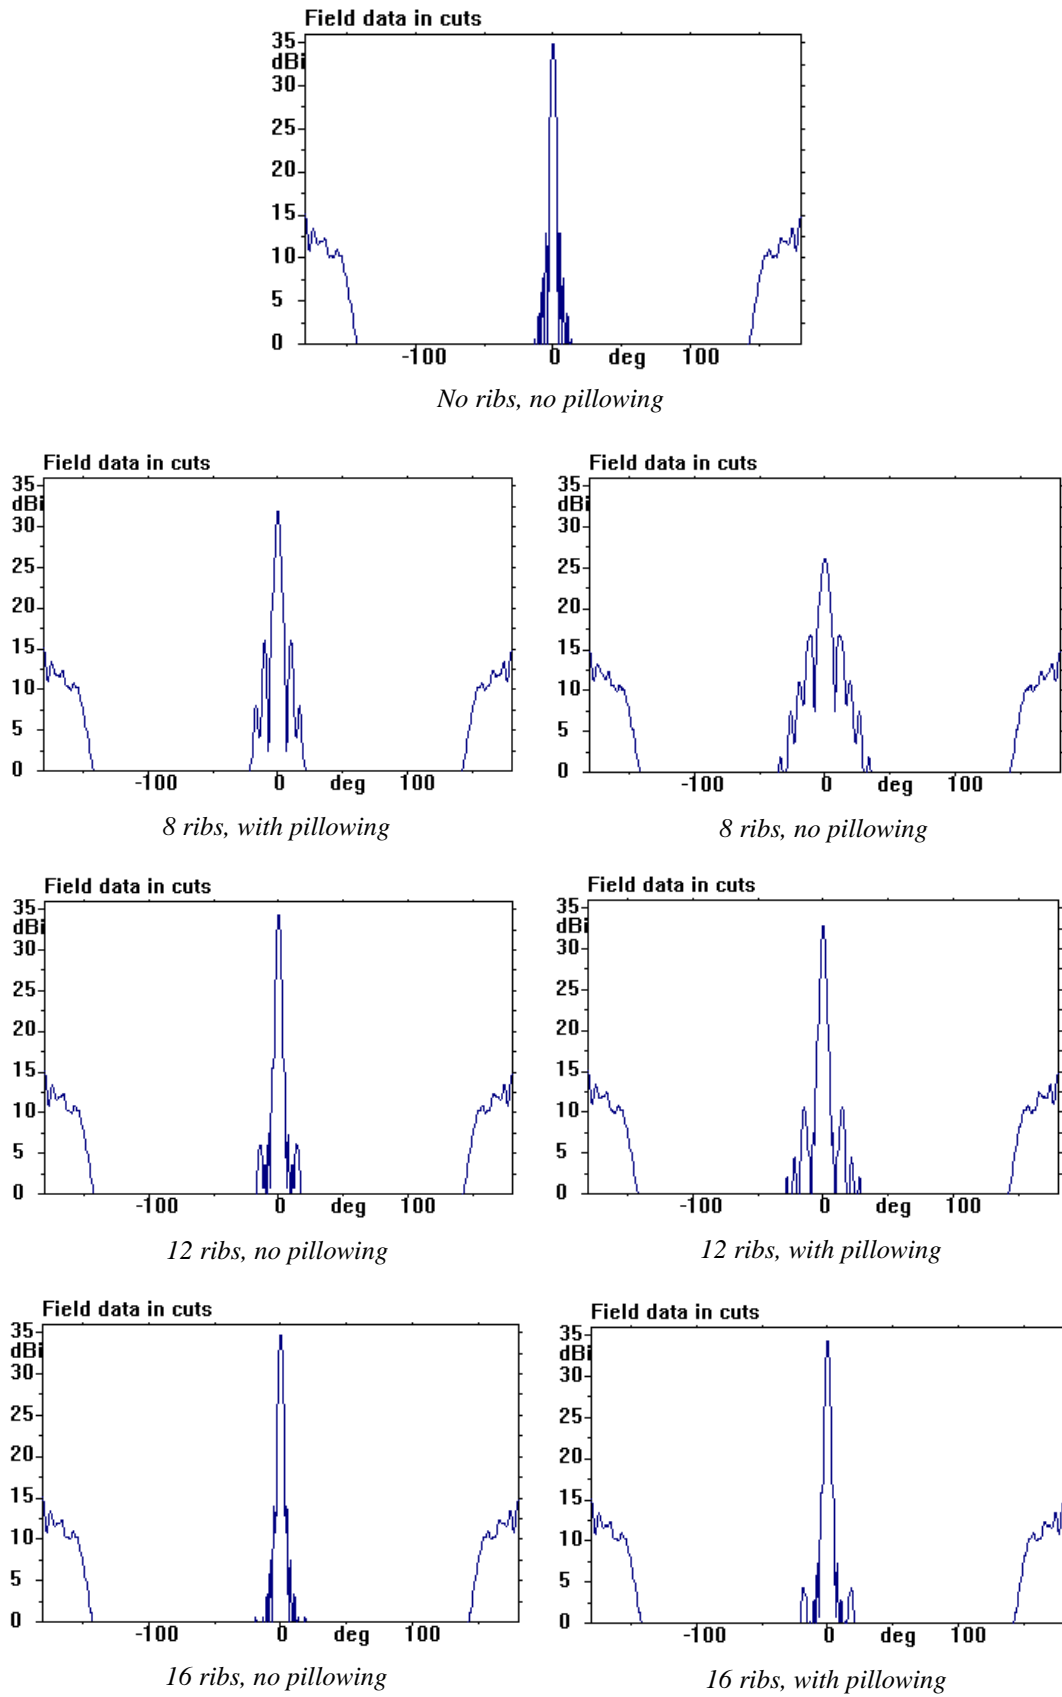 Field data in cuts
35
dBi
30
25
20
15
10
5
0
-100 0 deg 100
No ribs, no pillowing
Field data in cuts
35
dBi
30
25
20
15
10
5
0
-100 0 deg 100
8 ribs, with pillowing
Field data in cuts
35
dBi
30
25
20
15
10
5
0
-100 0 deg 100
8 ribs, no pillowing
Field data in cuts
35
dBi
30
25
20
15
10
5
0
-100 0 deg 100
12 ribs, no pillowing
Field data in cuts
35
dBi
30
25
20
15
10
5
0
-100 0 deg 100
12 ribs, with pillowing
Field data in cuts
35
dBi
30
25
20
15
10
5
0
-100 0 deg 100
16 ribs, no pillowing
Field data in cuts
35
dBi
30
25
20
15
10
5
0
-100 0 deg 100
16 ribs, with pillowing